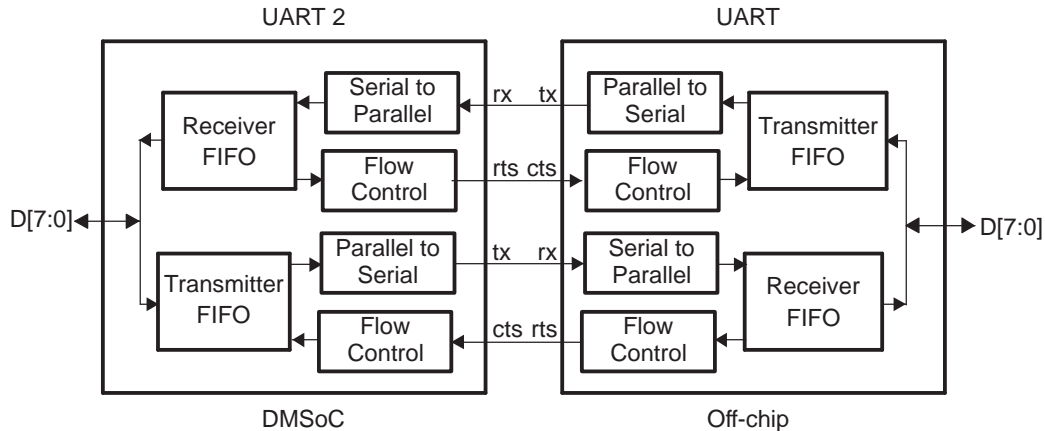 UART 2
UART
Serial to
Parallel
rx
tx
Parallel to
Serial
Receiver
FIFO
Transmitter
FIFO
Flow
Control
rts
cts
Flow
Control
D[7:0]
D[7:0]
Transmitter
FIFO
Parallel to
Serial
tx
rx
Serial to
Parallel
Receiver
FIFO
Flow
Control
cts
rts
Flow
Control
DMSoC
Off-chip